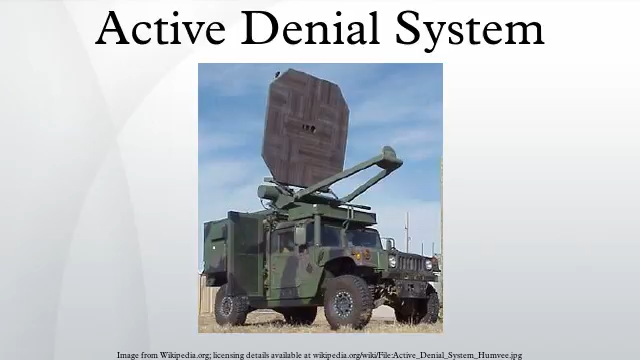 Active Denial System
Image from Wikipedia.org; licensing details available at wikipedia.org/wiki/File:Active_Denial_System_Humvee.jpg